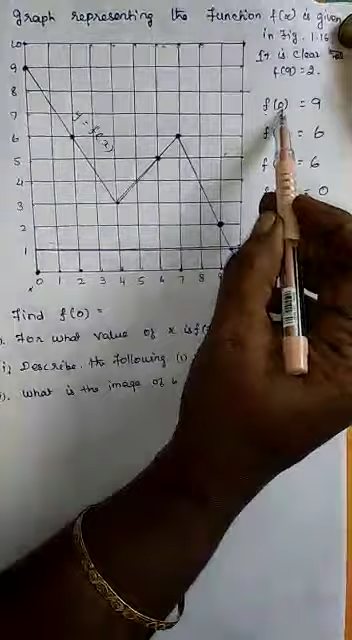 Graph representing the function f(x) is given
in Fig. 1. is
It is clear
f(9) = 2.
10
9
8
7
6
5
4
3
2
1
y = f(x)
0 1 2 3 4 5 6 7 8 9
f(0) = 9
= 6
= 6
= 0
Find f(0) =
For what value of x is f(
Describe the following (i)
What is the image of 6